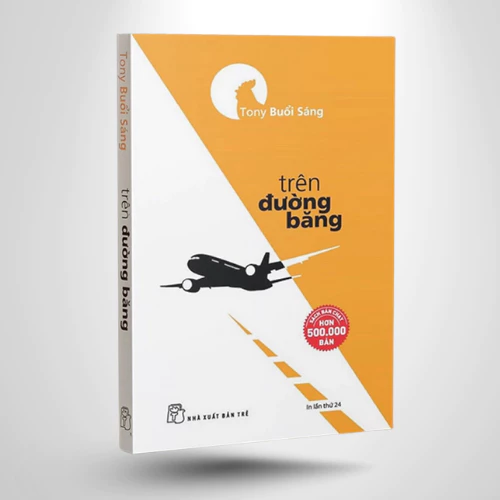 Tony Buổi Sáng
trên đường băng
Tony Buổi Sáng
trên
đường
băng
SÁCH BÁN CHẠY
HƠN
500.000
BẢN
In lần thứ 24
NHÀ XUẤT BẢN TRẺ